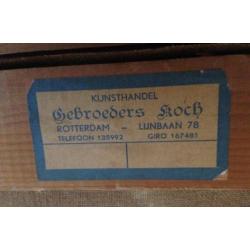 KUNSTHANDEL
Gebroeders Koch
ROTTERDAM – LIJNBAAN 78
TELEFOON 135992 GIRO 167481